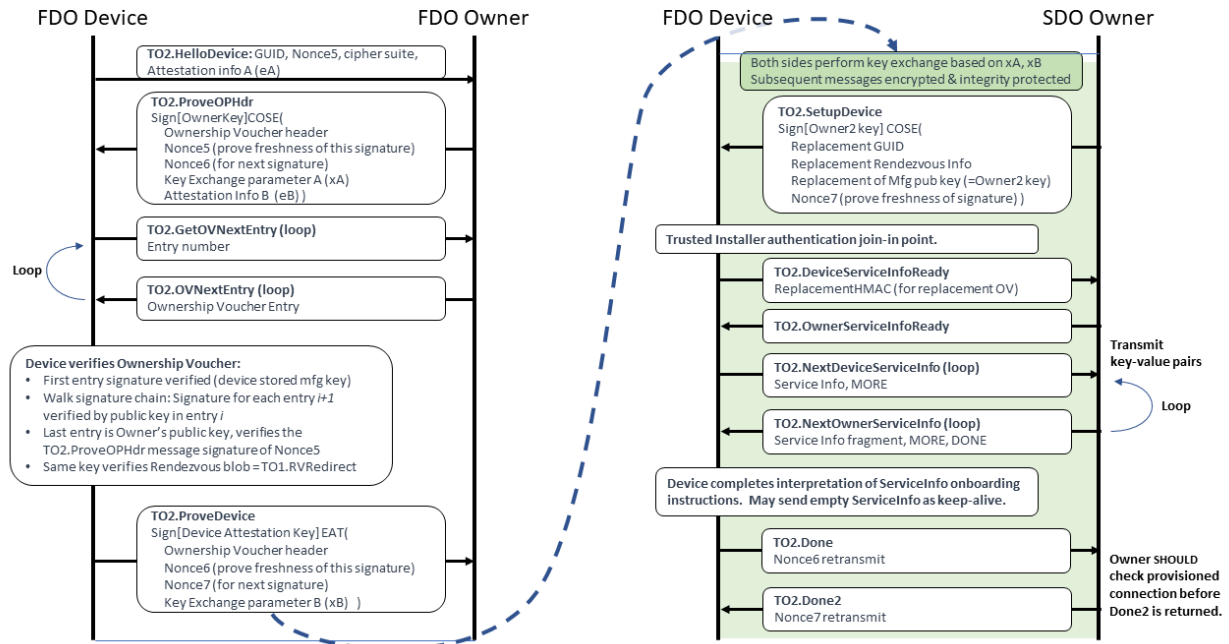 FDO Device
FDO Owner
TO2.HelloDevice: GUID, Nonce5, cipher suite,
Attestation info A (eA)
TO2.ProveOPHdr
Sign[OwnerKey]COSE(
Ownership Voucher header
Nonce5 (prove freshness of this signature)
Nonce6 (for next signature)
Key Exchange parameter A (xA)
Attestation Info B (eB) )
TO2.GetOVNextEntry (loop)
Entry number
Loop
TO2.OVNextEntry (loop)
Ownership Voucher Entry
Device verifies Ownership Voucher:
• First entry signature verified (device stored mfg key)
• Walk signature chain: Signature for each entry i+1
verified by public key in entry i
• Last entry is Owner's public key, verifies the
TO2.ProveOPHdr message signature of Nonce5
• Same key verifies Rendezvous blob = TO1.RVRedirect
TO2.ProveDevice
Sign[Device Attestation Key] EAT(
Ownership Voucher header
Nonce6 (prove freshness of this signature)
Nonce7 (for next signature)
Key Exchange parameter B (xB) )
FDO Device
SDO Owner
Both sides perform key exchange based on xA, xB
Subsequent messages encrypted & integrity protected
TO2.SetupDevice
Sign[Owner2 key] COSE(
Replacement GUID
Replacement Rendezvous Info
Replacement of Mfg pub key (=Owner2 key)
Nonce7 (prove freshness of signature) )
Trusted Installer authentication join-in point.
TO2.DeviceServiceInfoReady
ReplacementHMAC (for replacement OV)
TO2.OwnerServiceInfoReady
Transmit
key-value pairs
TO2.NextDeviceServiceInfo (loop)
Service Info, MORE
Loop
TO2.NextOwnerServiceInfo (loop)
Service Info fragment, MORE, DONE
Device completes interpretation of ServiceInfo onboarding
instructions. May send empty ServiceInfo as keep-alive.
TO2.Done
Nonce6 retransmit
Owner SHOULD
check provisioned
connection before
Done2 is returned.
TO2.Done2
Nonce7 retransmit